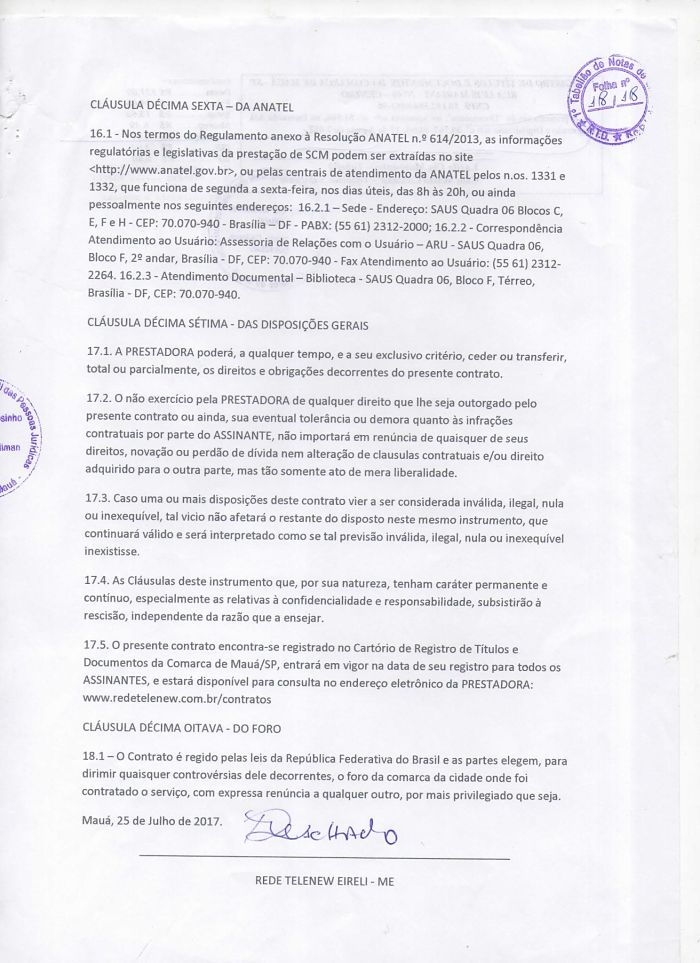 1º Tabelião de Notas de
Folha nº
18, 18
R.T.D. ★ R.C.P.
CLÁUSULA DÉCIMA SEXTA – DA ANATEL
16.1 - Nos termos do Regulamento anexo à Resolução ANATEL n.º 614/2013, as informações
regulatórias e legislativas da prestação de SCM podem ser extraídas no site
<http://www.anatel.gov.br>, ou pelas centrais de atendimento da ANATEL pelos n.os. 1331 e
1332, que funciona de segunda a sexta-feira, nos dias úteis, das 8h às 20h, ou ainda
pessoalmente nos seguintes endereços: 16.2.1 – Sede - Endereço: SAUS Quadra 06 Blocos C,
E, F e H - CEP: 70.070-940 - Brasília – DF - PABX: (55 61) 2312-2000; 16.2.2 - Correspondência
Atendimento ao Usuário: Assessoria de Relações com o Usuário – ARU - SAUS Quadra 06,
Bloco F, 2º andar, Brasília - DF, CEP: 70.070-940 - Fax Atendimento ao Usuário: (55 61) 2312-
2264. 16.2.3 - Atendimento Documental – Biblioteca - SAUS Quadra 06, Bloco F, Térreo,
Brasília - DF, CEP: 70.070-940.
CLÁUSULA DÉCIMA SÉTIMA - DAS DISPOSIÇÕES GERAIS
17.1. A PRESTADORA poderá, a qualquer tempo, e a seu exclusivo critério, ceder ou transferir,
total ou parcialmente, os direitos e obrigações decorrentes do presente contrato.
17.2. O não exercício pela PRESTADORA de qualquer direito que lhe seja outorgado pelo
presente contrato ou ainda, sua eventual tolerância ou demora quanto às infrações
contratuais por parte do ASSINANTE, não importará em renúncia de quaisquer de seus
direitos, novação ou perdão de dívida nem alteração de clausulas contratuais e/ou direito
adquirido para o outra parte, mas tão somente ato de mera liberalidade.
das Pessoas Jurídicas
sinho
iman
Mauá -
17.3. Caso uma ou mais disposições deste contrato vier a ser considerada inválida, ilegal, nula
ou inexequível, tal vicio não afetará o restante do disposto neste mesmo instrumento, que
continuará válido e será interpretado como se tal previsão inválida, ilegal, nula ou inexequível
inexistisse.
17.4. As Cláusulas deste instrumento que, por sua natureza, tenham caráter permanente e
contínuo, especialmente as relativas à confidencialidade e responsabilidade, subsistirão à
rescisão, independente da razão que a ensejar.
17.5. O presente contrato encontra-se registrado no Cartório de Registro de Títulos e
Documentos da Comarca de Mauá/SP, entrará em vigor na data de seu registro para todos os
ASSINANTES, e estará disponível para consulta no endereço eletrônico da PRESTADORA:
www.redetelenew.com.br/contratos
CLÁUSULA DÉCIMA OITAVA - DO FORO
18.1 – O Contrato é regido pelas leis da República Federativa do Brasil e as partes elegem, para
dirimir quaisquer controvérsias dele decorrentes, o foro da comarca da cidade onde foi
contratado o serviço, com expressa renúncia a qualquer outro, por mais privilegiado que seja.
Mauá, 25 de Julho de 2017.
REDE TELENEW EIRELI - ME